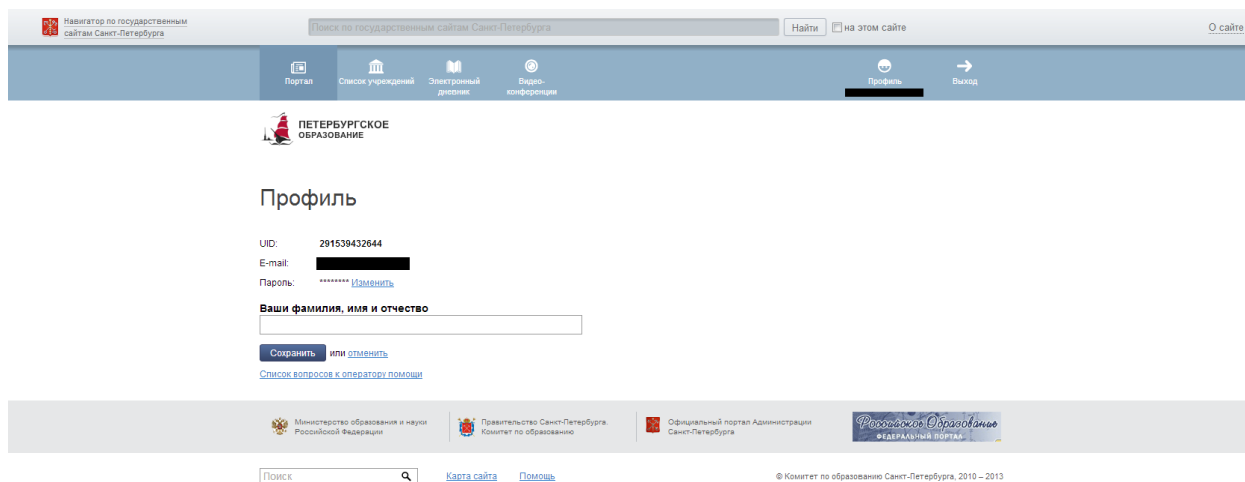 Навигатор по государственным
сайтам Санкт-Петербурга
Поиск по государственным сайтам Санкт-Петербурга
Найти
на этом сайте
О сайте
Портал
Список учреждений
Электронный
дневник
Видео-
конференции
Профиль
Выход
ПЕТЕРБУРГСКОЕ
ОБРАЗОВАНИЕ
Профиль
UID: 291539432644
E-mail:
Пароль: ******** Изменить
Ваши фамилия, имя и отчество
Сохранить или отменить
Список вопросов к оператору помощи
Министерство образования и науки
Российской Федерации
Правительство Санкт-Петербурга.
Комитет по образованию
Официальный портал Администрации
Санкт-Петербурга
Российское Образование
ФЕДЕРАЛЬНЫЙ ПОРТАЛ
Поиск
Карта сайта
Помощь
© Комитет по образованию Санкт-Петербурга, 2010 – 2013